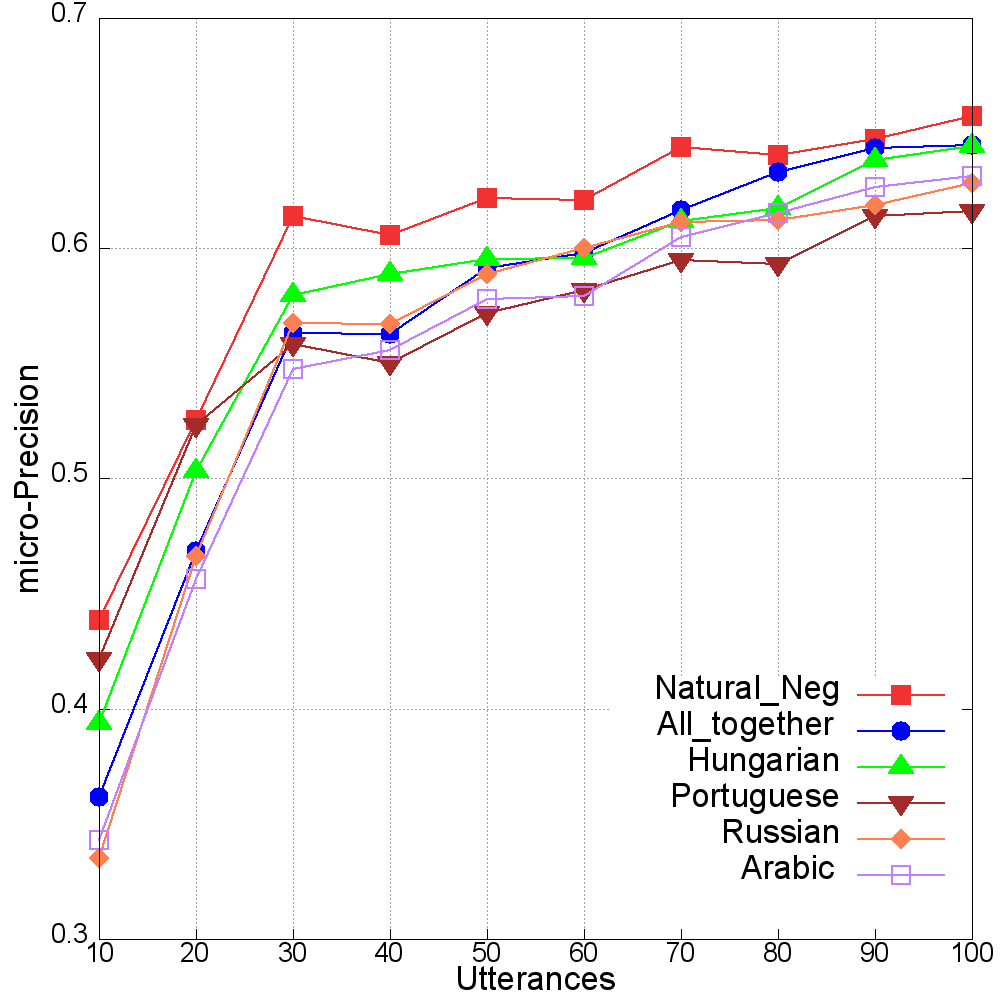 0.7
0.6
0.5
0.4
0.3
micro-Precision
Natural_Neg
All_together
Hungarian
Portuguese
Russian
Arabic
10 20 30 40 50 60 70 80 90 100
Utterances